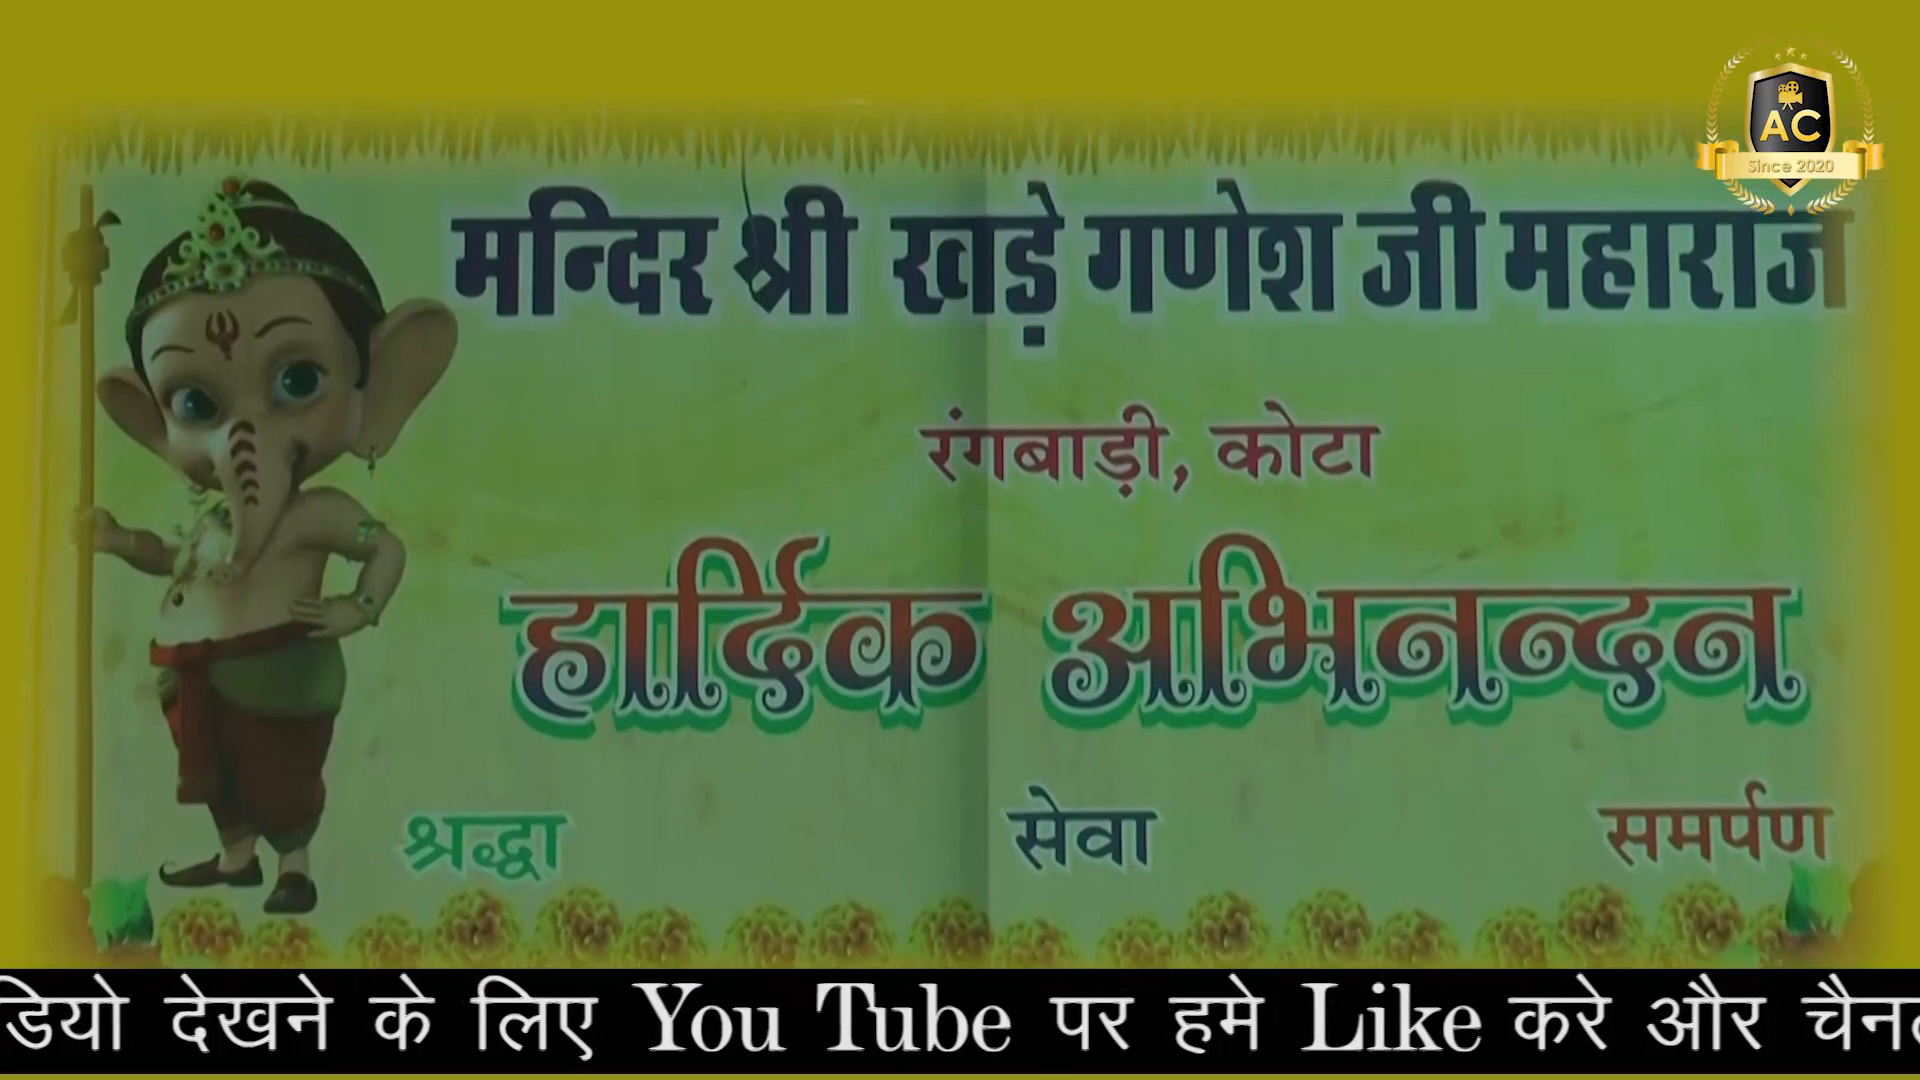 AC
Since 2020
मन्दिर श्री खड़े गणेश जी महाराज
रंगबाड़ी, कोटा
हार्दिक अभिनन्दन
श्रद्धा सेवा समर्पण
डियो देखने के लिए You Tube पर हमे Like करे और चैनल